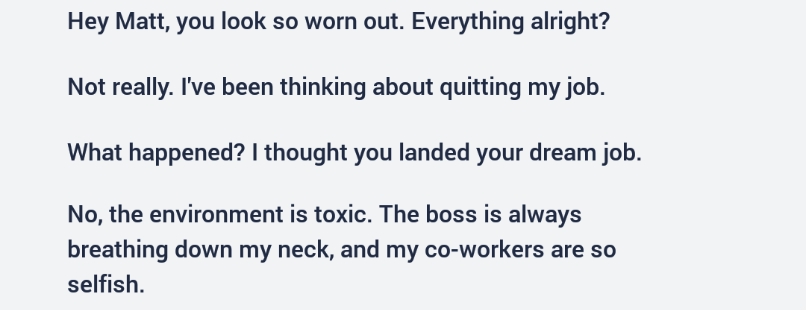 Hey Matt, you look so worn out. Everything alright?
Not really. I've been thinking about quitting my job.
What happened? I thought you landed your dream job.
No, the environment is toxic. The boss is always
breathing down my neck, and my co-workers are so
selfish.